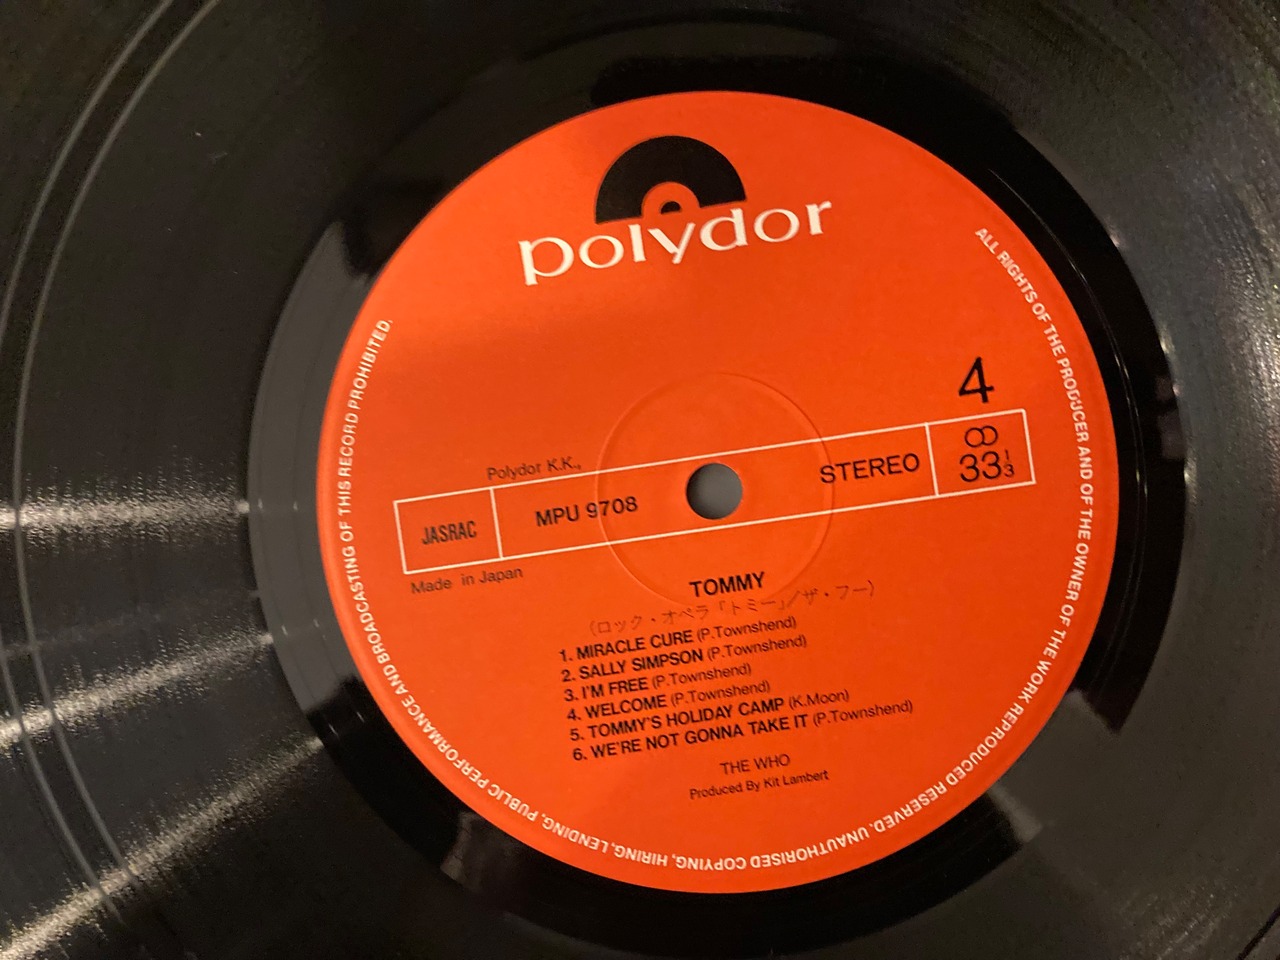 polydor
4
Polydor K.K.,
JASRAC
MPU 9708
STEREO
33 1/3
Made in Japan
TOMMY
(ロック・オペラ「トミー」/ザ・フー)
1. MIRACLE CURE (P.Townshend)
2. SALLY SIMPSON (P.Townshend)
3. I'M FREE (P.Townshend)
4. WELCOME (P.Townshend)
5. TOMMY'S HOLIDAY CAMP (K.Moon)
6. WE'RE NOT GONNA TAKE IT (P.Townshend)
THE WHO
Produced By Kit Lambert
ALL RIGHTS OF THE PRODUCER AND OF THE OWNER OF THE WORK REPRODUCED RESERVED. UNAUTHORISED COPYING, HIRING, LENDING, PUBLIC PERFORMANCE AND BROADCASTING OF THIS RECORD PROHIBITED.